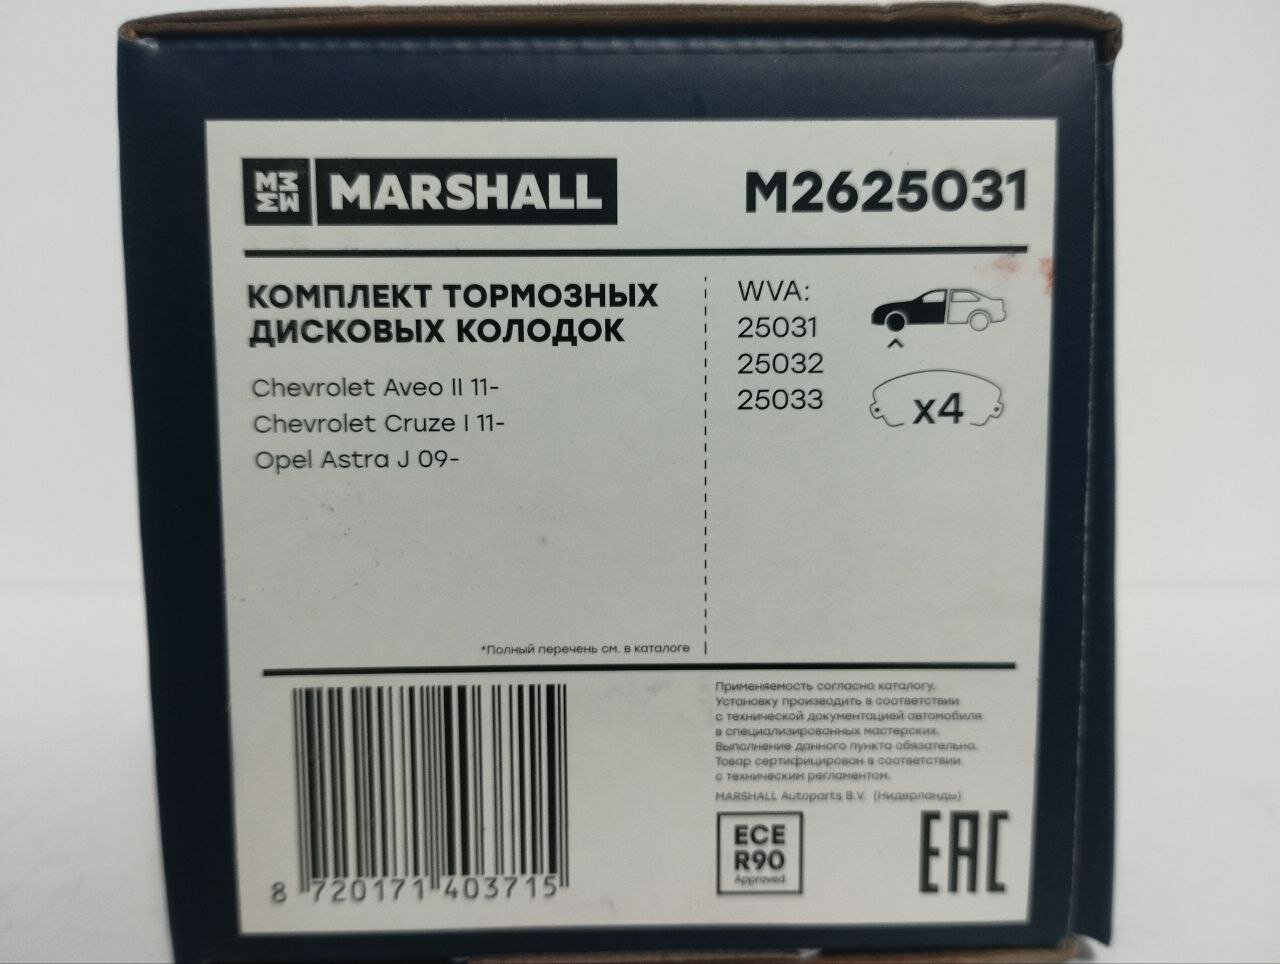 MARSHALL
M2625031
КОМПЛЕКТ ТОРМОЗНЫХ
ДИСКОВЫХ КОЛОДОК
Chevrolet Aveo II 11-
Chevrolet Cruze I 11-
Opel Astra J 09-
*Полный перечень см. в каталоге
WVA:
25031
25032
25033
x4
8 720171 403715
Применяемость согласно каталогу.
Установку производить в соответствии
с технической документацией автомобиля
в специализированных мастерских.
Выполнение данного пункта обязательно.
Товар сертифицирован в соответствии
с техническим регламентом.
MARSHALL Autoparts B.V. (Нидерланды)
ECE
R90
Approved
EAC